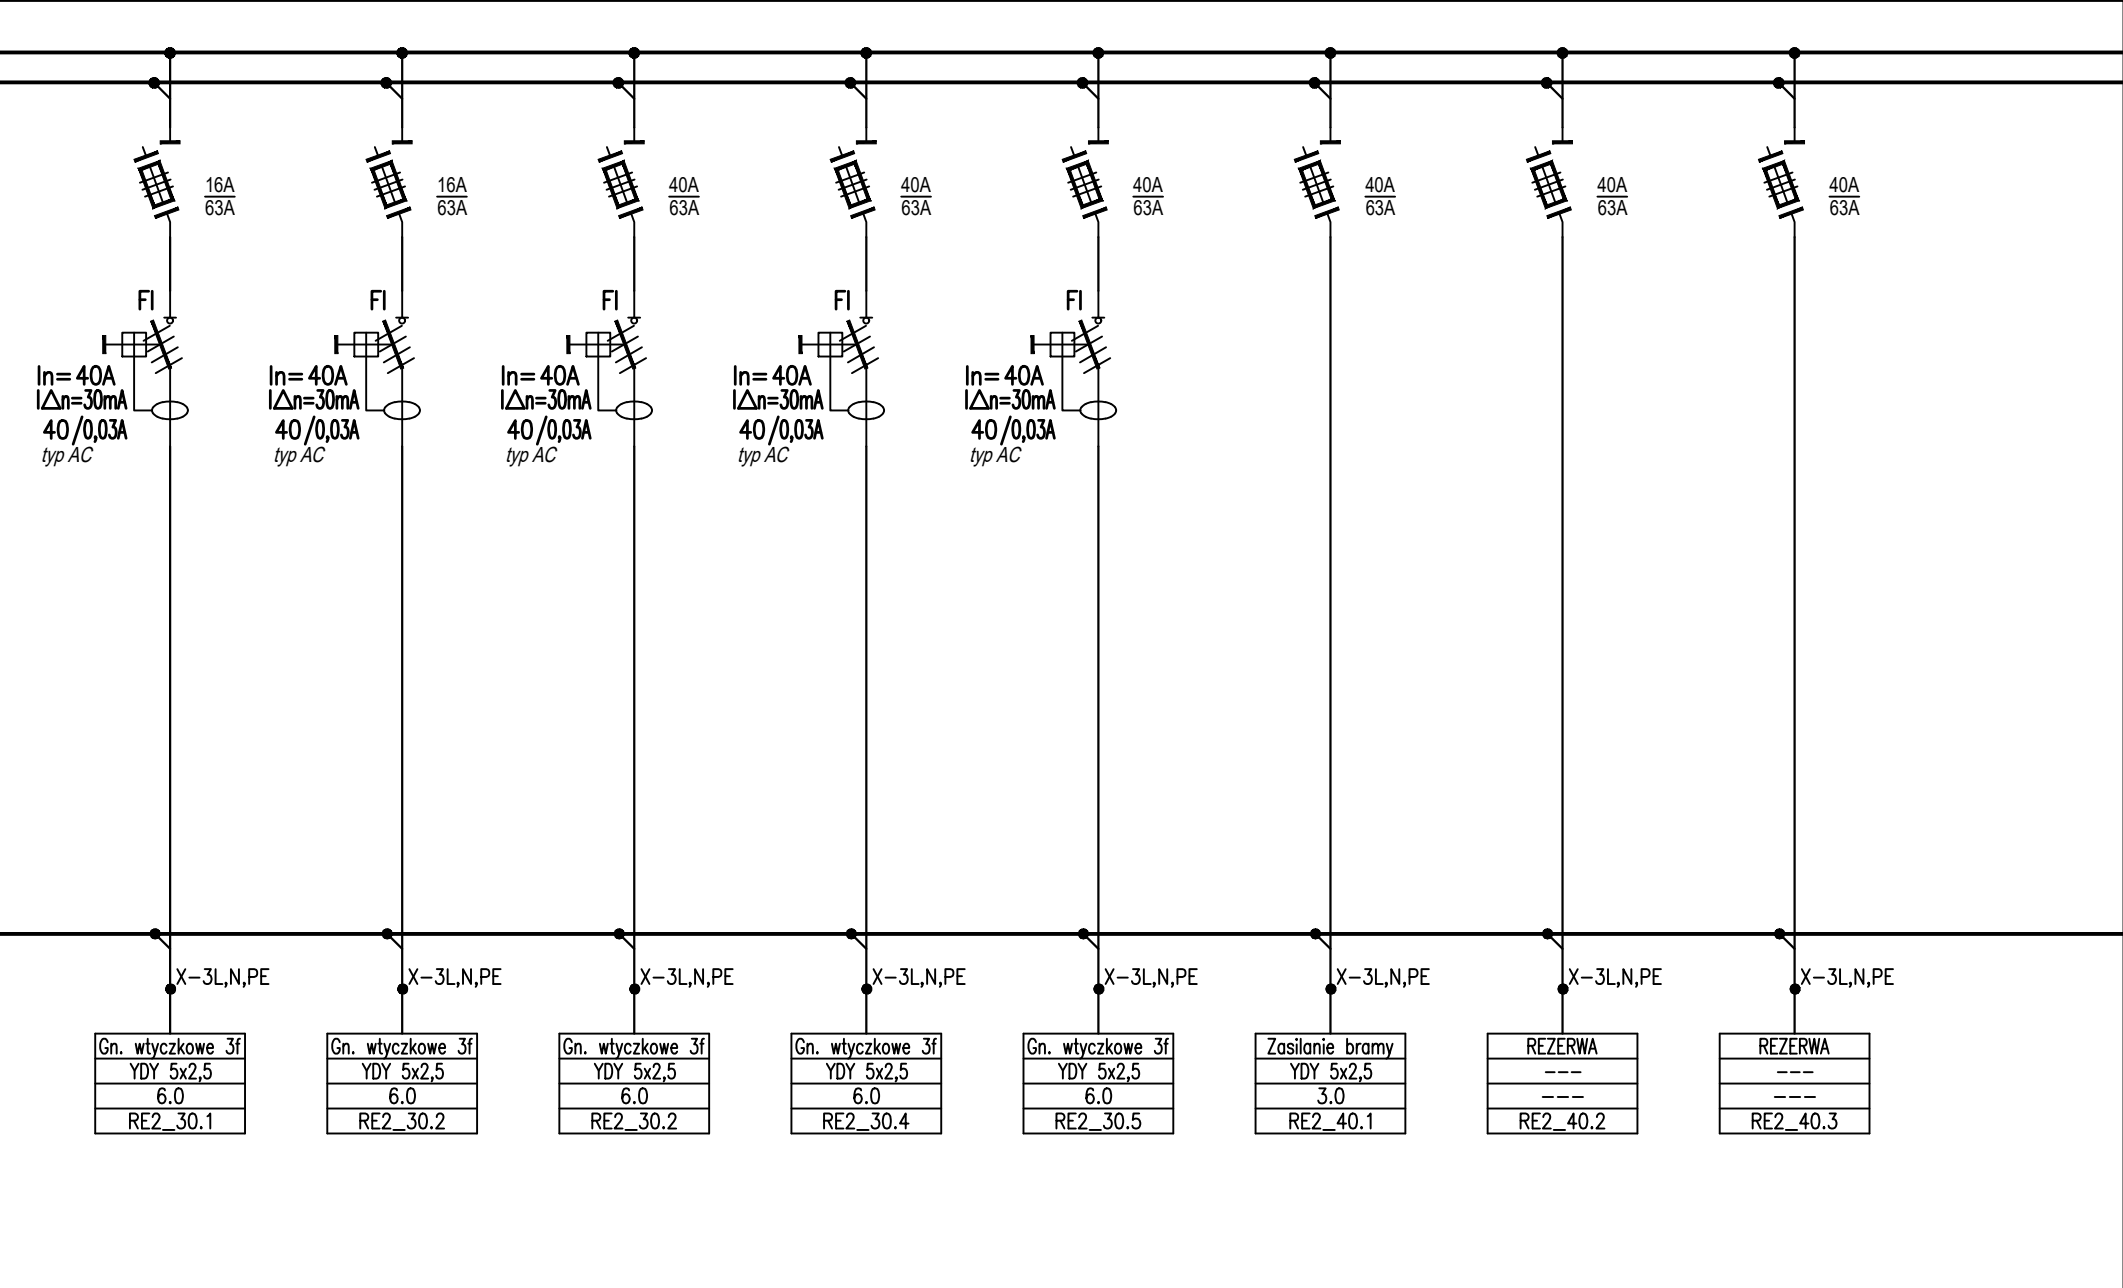 16A
63A
16A
63A
40A
63A
40A
63A
40A
63A
40A
63A
40A
63A
40A
63A
FI
In=40A
I△n=30mA
40/0,03A
typ AC
FI
In=40A
I△n=30mA
40/0,03A
typ AC
FI
In=40A
I△n=30mA
40/0,03A
typ AC
FI
In=40A
I△n=30mA
40/0,03A
typ AC
FI
In=40A
I△n=30mA
40/0,03A
typ AC
X-3L,N,PE
X-3L,N,PE
X-3L,N,PE
X-3L,N,PE
X-3L,N,PE
X-3L,N,PE
X-3L,N,PE
X-3L,N,PE
Gn. wtyczkowe 3f
YDY 5x2,5
6.0
RE2_30.1
Gn. wtyczkowe 3f
YDY 5x2,5
6.0
RE2_30.2
Gn. wtyczkowe 3f
YDY 5x2,5
6.0
RE2_30.2
Gn. wtyczkowe 3f
YDY 5x2,5
6.0
RE2_30.4
Gn. wtyczkowe 3f
YDY 5x2,5
6.0
RE2_30.5
Zasilanie bramy
YDY 5x2,5
3.0
RE2_40.1
REZERWA
---
---
RE2_40.2
REZERWA
---
---
RE2_40.3